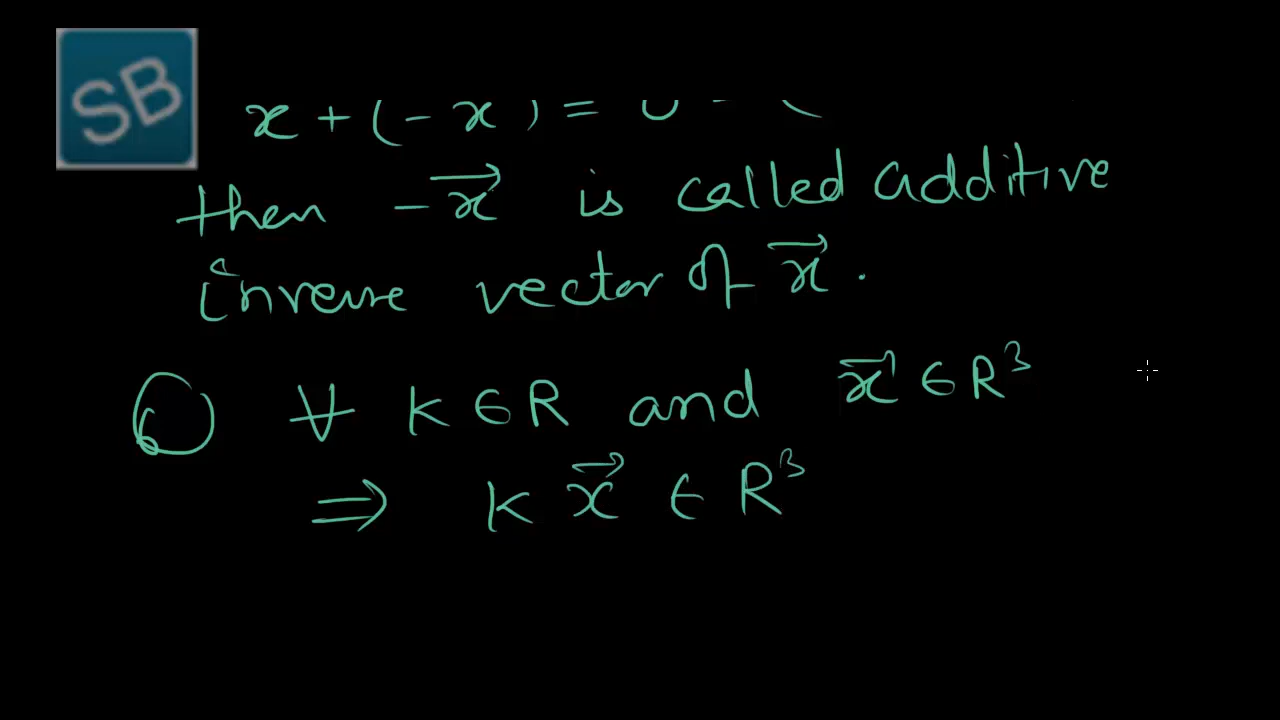 SB
x + (- x) = 0 = (
then -x⃗ is called additive
inverse vector of x⃗ .
6 ∀ k ∈ R and x⃗ ∈ R³
⇒ k x⃗ ∈ R³